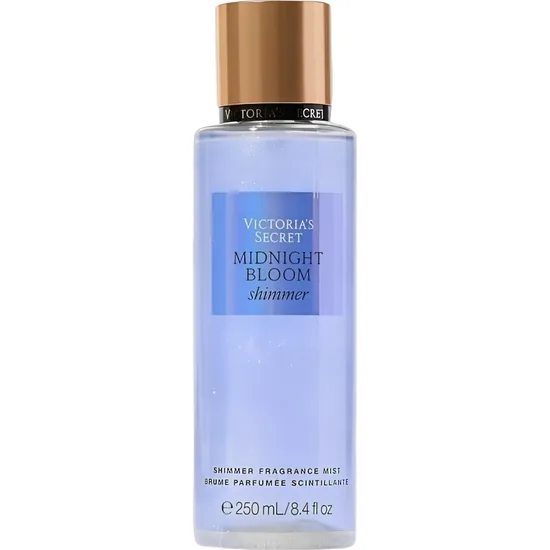 VICTORIA'S SECRET
VICTORIA'S
SECRET
MIDNIGHT
BLOOM
shimmer
SHIMMER FRAGRANCE MIST
BRUME PARFUMÉE SCINTILLANTE
℮ 250 mL/8.4 fl oz